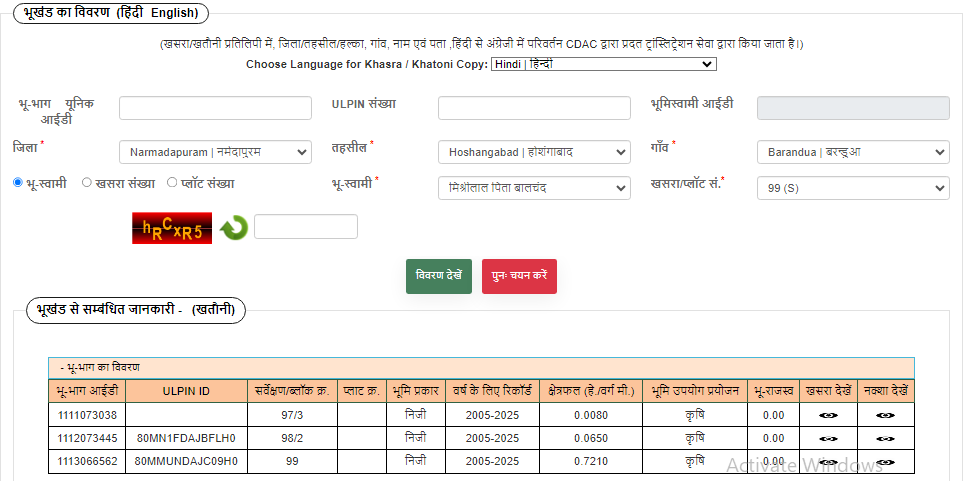 भूखंड का विवरण (हिंदी English)
(खसरा/खतौनी प्रतिलिपी में, जिला/तहसील/हल्का, गांव, नाम एवं पता ,हिंदी से अंग्रेजी में परिवर्तन CDAC द्वारा प्रदत ट्रांस्लिट्रेशन सेवा द्वारा किया जाता है।)
Choose Language for Khasra / Khatoni Copy: Hindi | हिन्दी
भू-भाग यूनिक आईडी ULPIN संख्या भूमिस्वामी आईडी
जिला * Narmadapuram | नर्मदापुरम तहसील * Hoshangabad | होशंगाबाद गाँव * Barandua | बरन्डुआ
भू-स्वामी खसरा संख्या प्लॉट संख्या भू-स्वामी * मिश्रीलाल पिता बालचंद खसरा/प्लॉट सं.* 99 (S)
hRCxR5
विवरण देखें पुनः चयन करें
भूखंड से सम्बंधित जानकारी - (खतौनी)
- भू-भाग का विवरण
भू-भाग आईडी ULPIN ID सर्वेक्षण/ब्लॉक क्र. प्लाट क्र. भूमि प्रकार वर्ष के लिए रिकॉर्ड क्षेत्रफल (हे./वर्ग मी.) भूमि उपयोग प्रयोजन भू-राजस्व खसरा देखें नक्शा देखें
1111073038 97/3 निजी 2005-2025 0.0080 कृषि 0.00
1112073445 80MN1FDAJBFLH0 98/2 निजी 2005-2025 0.0650 कृषि 0.00
1113066562 80MMUNDAJC09H0 99 निजी 2005-2025 0.7210 कृषि 0.00
Activate Windows